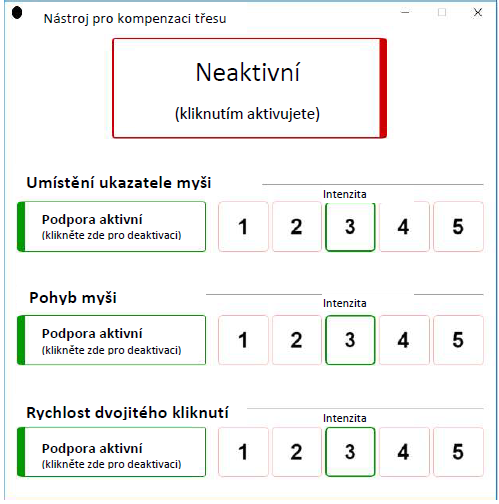 Nástroj pro kompenzaci třesu
Neaktivní
(kliknutím aktivujete)
Umístění ukazatele myši
Intenzita
Podpora aktivní
(klikněte zde pro deaktivaci)
1 2 3 4 5
Pohyb myši
Intenzita
Podpora aktivní
(klikněte zde pro deaktivaci)
1 2 3 4 5
Rychlost dvojitého kliknutí
Intenzita
Podpora aktivní
(klikněte zde pro deaktivaci)
1 2 3 4 5